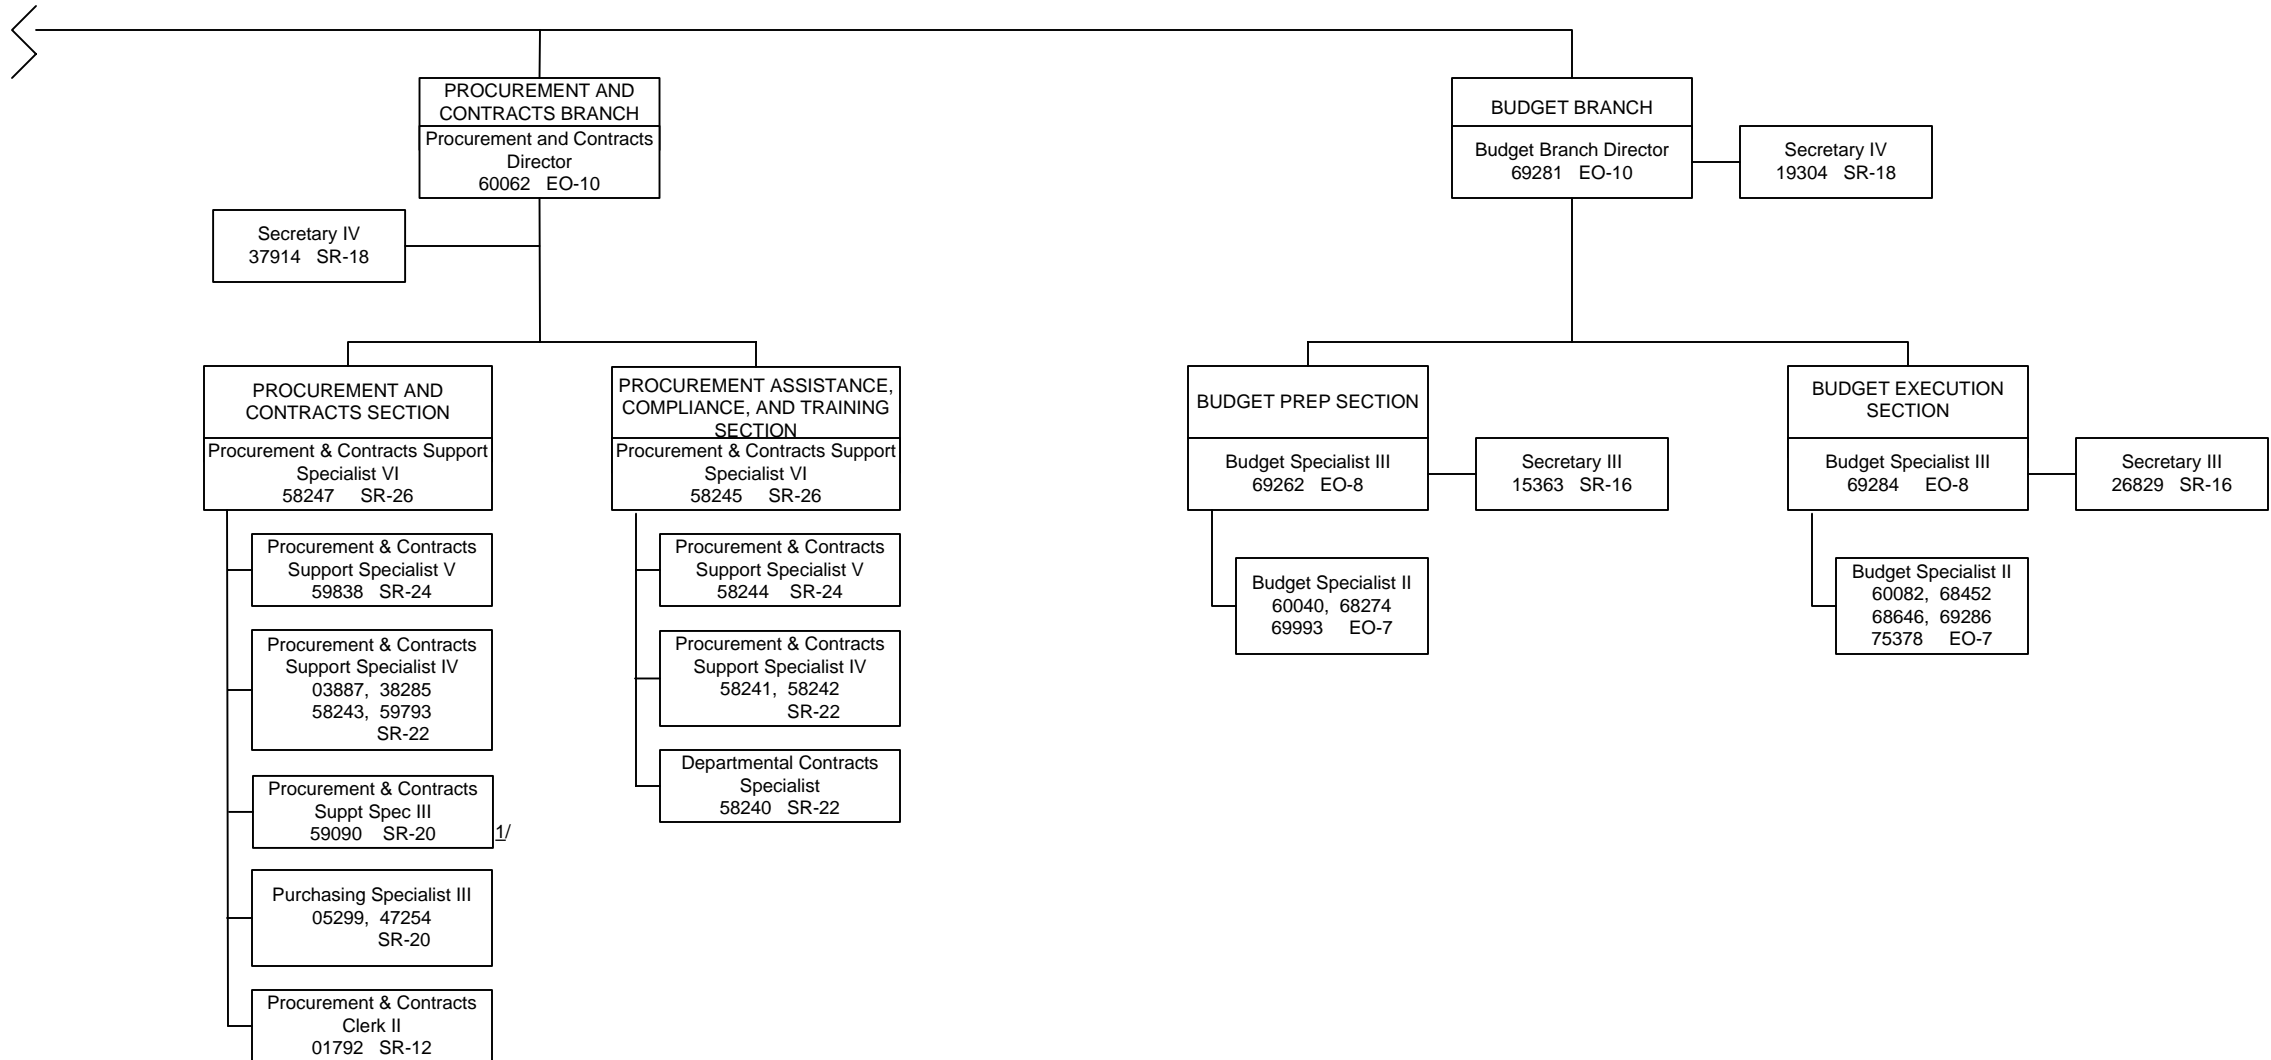 PROCUREMENT AND
CONTRACTS BRANCH
Procurement and Contracts
Director
60062 EO-10
Secretary IV
37914 SR-18
PROCUREMENT AND
CONTRACTS SECTION
Procurement & Contracts Support
Specialist VI
58247 SR-26
Procurement & Contracts
Support Specialist V
59838 SR-24
Procurement & Contracts
Support Specialist IV
03887, 38285
58243, 59793
SR-22
Procurement & Contracts
Suppt Spec III
59090 SR-20
1/
Purchasing Specialist III
05299, 47254
SR-20
Procurement & Contracts
Clerk II
01792 SR-12
PROCUREMENT ASSISTANCE,
COMPLIANCE, AND TRAINING
SECTION
Procurement & Contracts Support
Specialist VI
58245 SR-26
Procurement & Contracts
Support Specialist V
58244 SR-24
Procurement & Contracts
Support Specialist IV
58241, 58242
SR-22
Departmental Contracts
Specialist
58240 SR-22
BUDGET BRANCH
Budget Branch Director
69281 EO-10
Secretary IV
19304 SR-18
BUDGET PREP SECTION
Budget Specialist III
69262 EO-8
Secretary III
15363 SR-16
Budget Specialist II
60040, 68274
69993 EO-7
BUDGET EXECUTION
SECTION
Budget Specialist III
69284 EO-8
Secretary III
26829 SR-16
Budget Specialist II
60082, 68452
68646, 69286
75378 EO-7